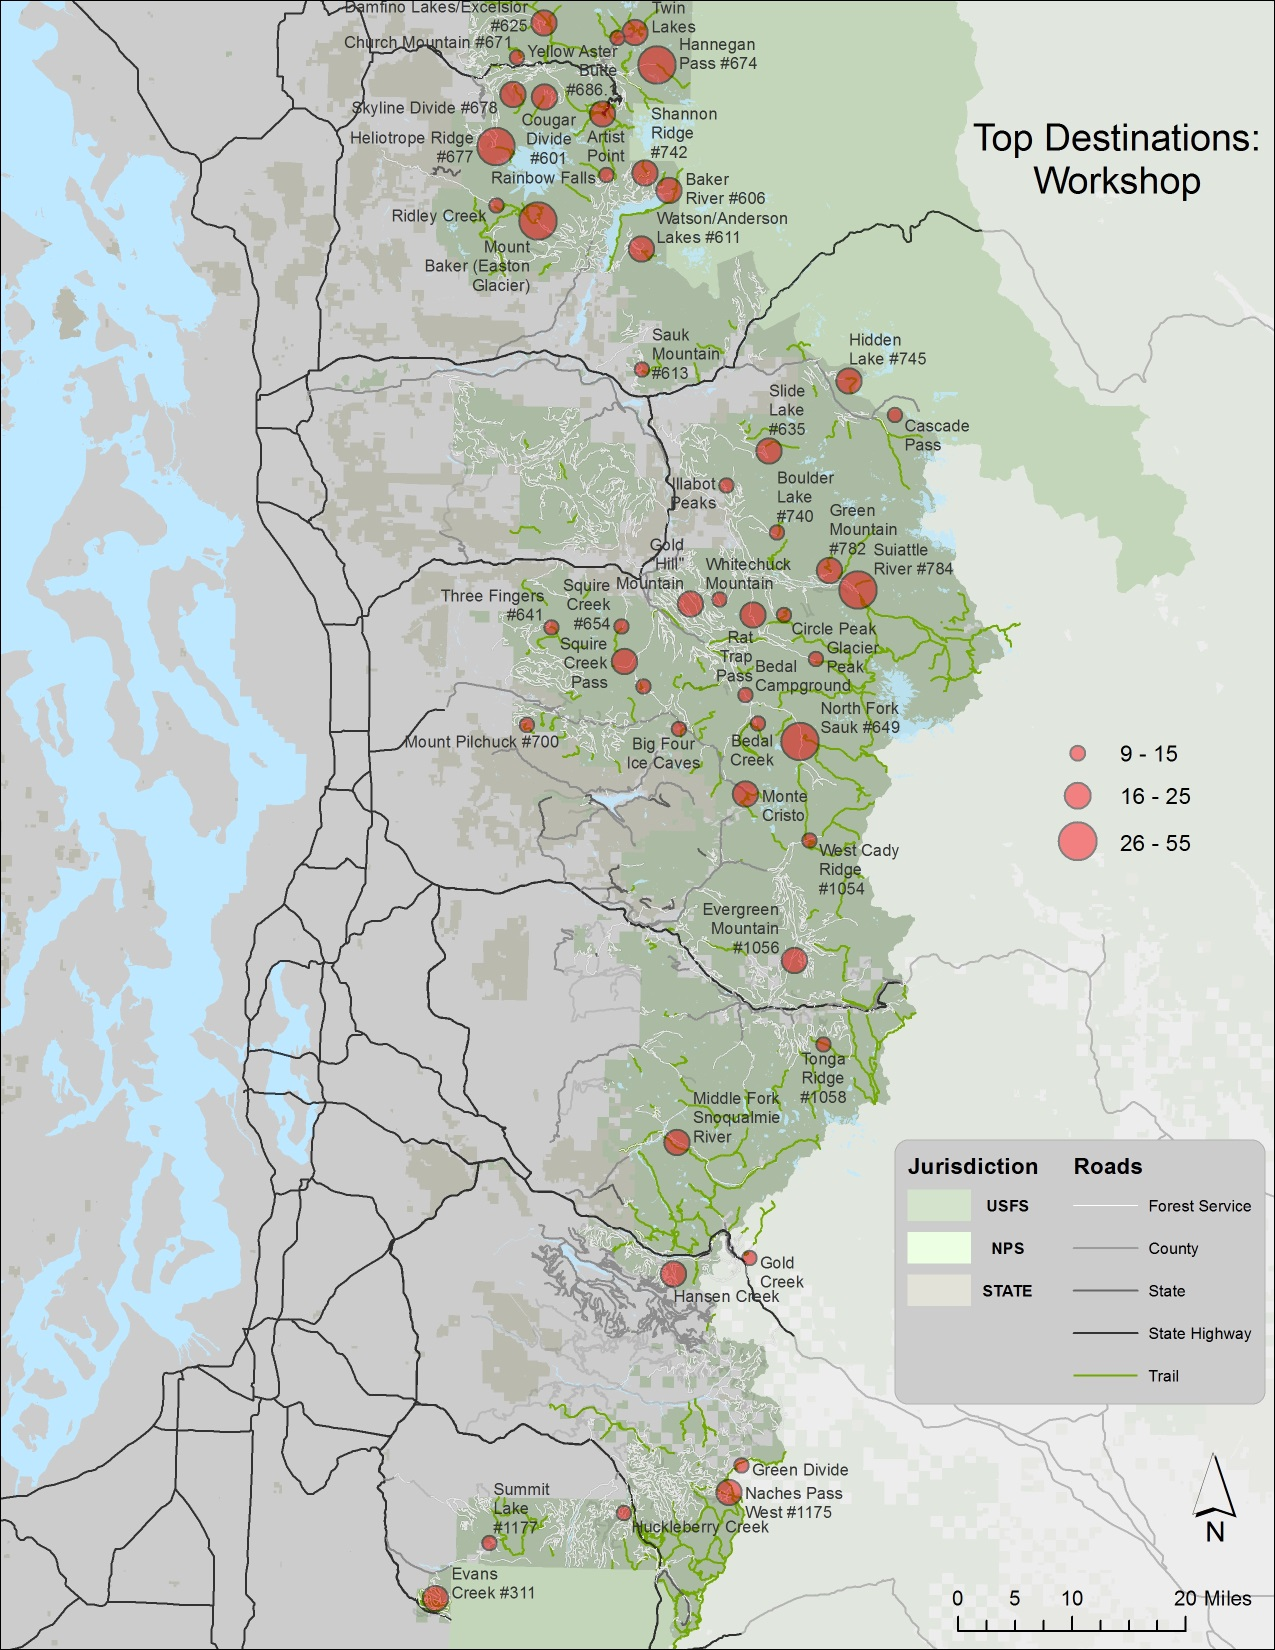 Damfino Lakes/Excelsior
#625
Twin
Lakes
Church Mountain #671
Yellow Aster
Butte
#686.1
Hannegan
Pass #674
Skyline Divide #678
Cougar
Divide
#601
Artist
Point
Shannon
Ridge
#742
Heliotrope Ridge
#677
Rainbow Falls
Baker
River #606
Ridley Creek
Watson/Anderson
Lakes #611
Mount
Baker (Easton
Glacier)
Top Destinations:
Workshop
Sauk
Mountain
#613
Hidden
Lake #745
Slide
Lake
#635
Cascade
Pass
Illabot
Peaks
Boulder
Lake
#740
Green
Mountain
#782
Suiattle
River #784
Gold
Hill"
Mountain
Whitechuck
Mountain
Three Fingers
#641
Squire
Creek
#654
Squire
Creek
Pass
Circle Peak
Glacier
Peak
Rat
Trap
Pass
Bedal
Campground
North Fork
Sauk #649
Mount Pilchuck #700
Big Four
Ice Caves
Bedal
Creek
Monte
Cristo
West Cady
Ridge
#1054
Evergreen
Mountain
#1056
9 - 15
16 - 25
26 - 55
Tonga
Ridge
#1058
Middle Fork
Snoqualmie
River
Gold
Creek
Hansen Creek
Jurisdiction
USFS
NPS
STATE
Roads
Forest Service
County
State
State Highway
Trail
Green Divide
Naches Pass
West #1175
Summit
Lake
#1177
Huckleberry Creek
Evans
Creek #311
N
0 5 10 20 Miles